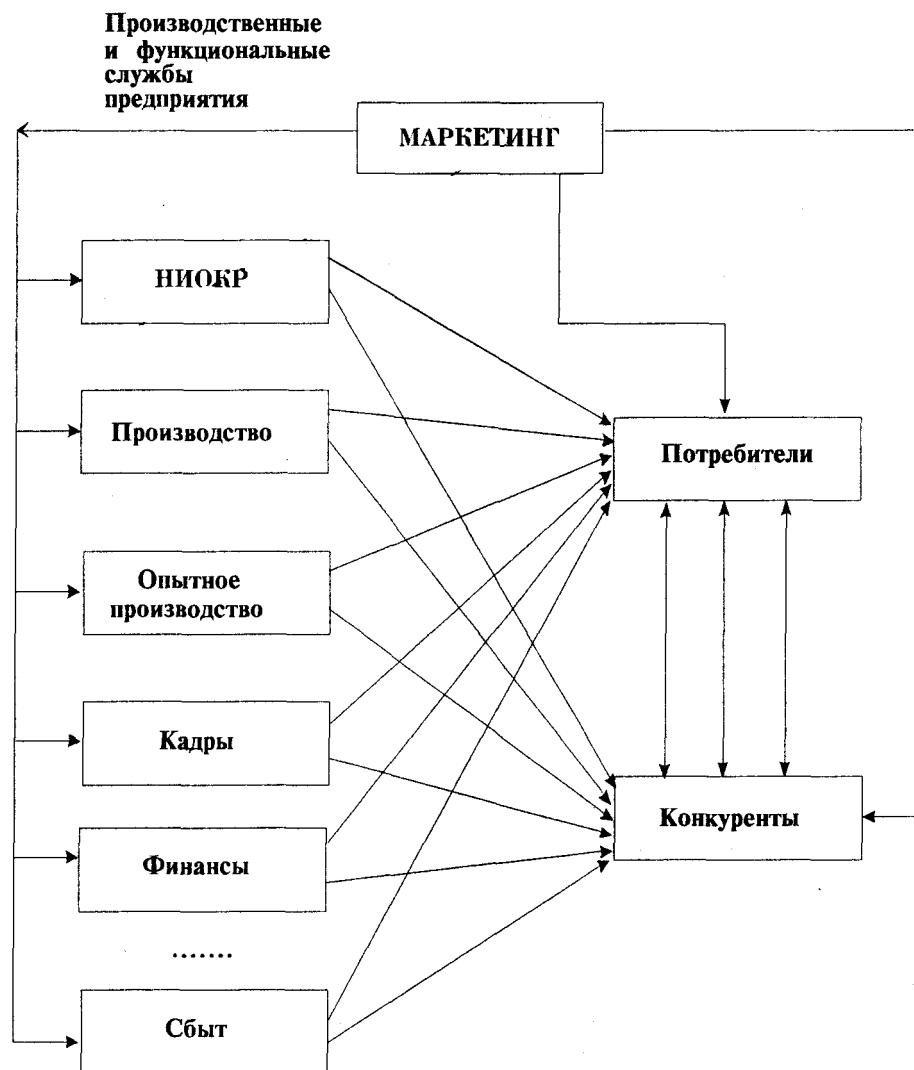 Производственные
и функциональные
службы
предприятия
МАРКЕТИНГ
НИОКР
Производство
Потребители
Опытное
производство
Кадры
Конкуренты
Финансы
.......
Сбыт